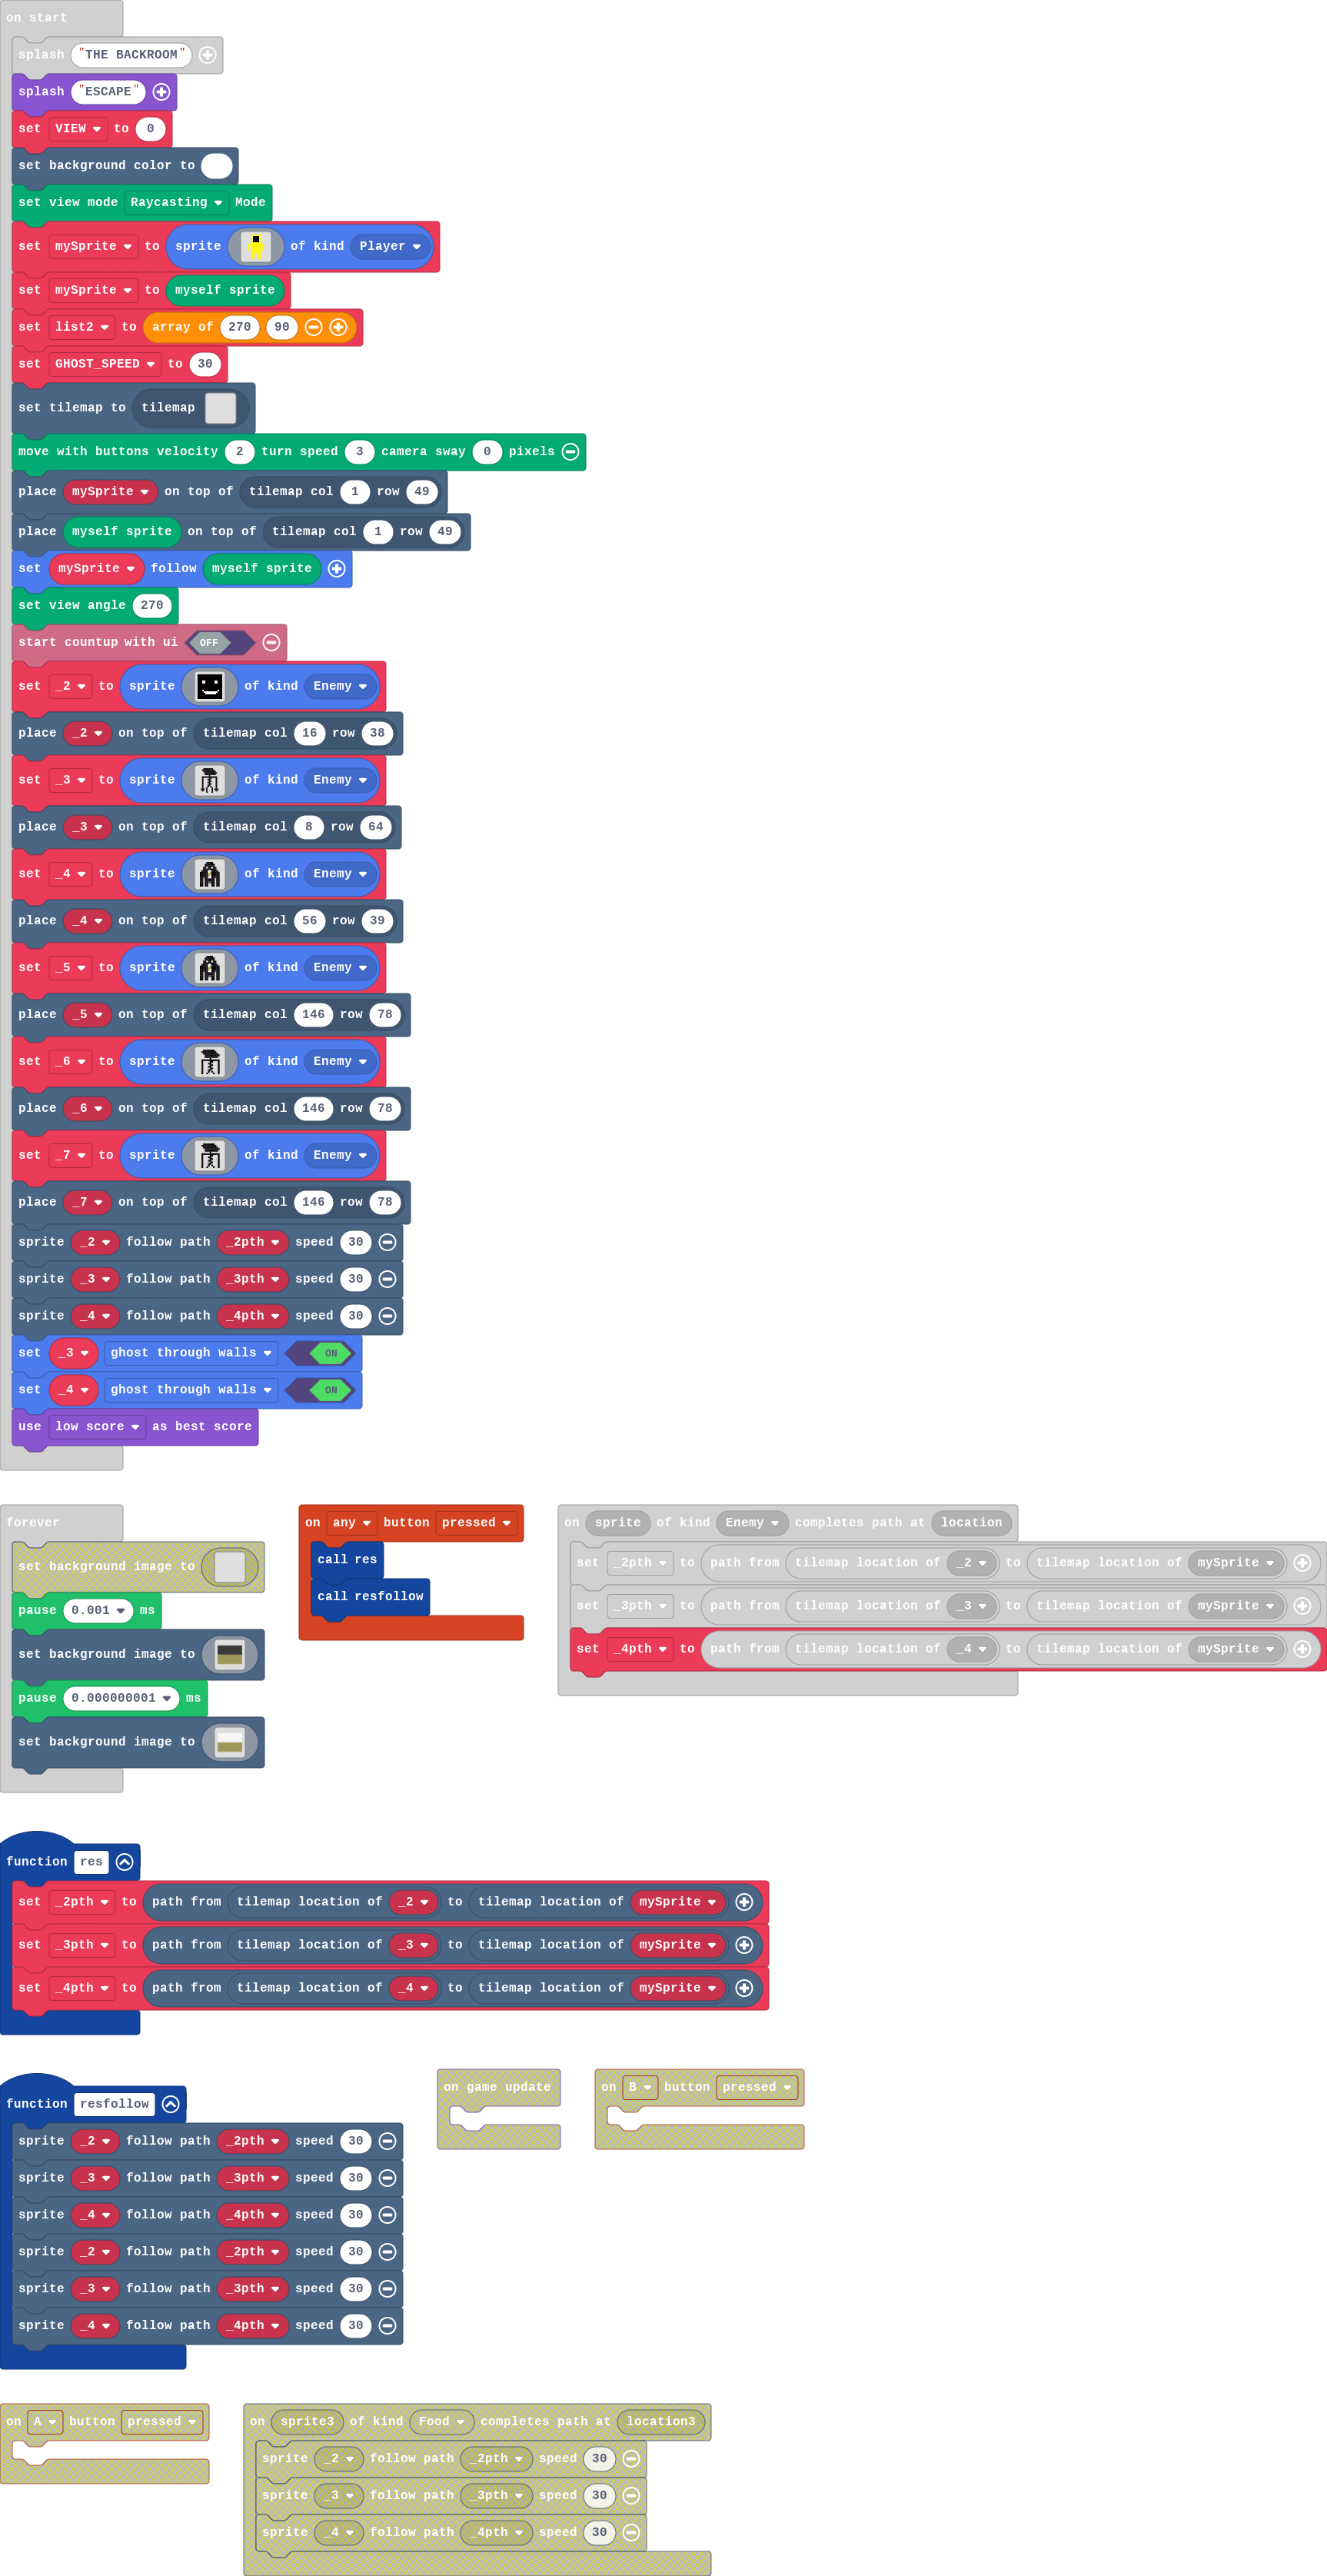 on start
splash "THE BACKROOM"
splash "ESCAPE"
set VIEW to 0
set background color to
set view mode Raycasting Mode
set mySprite to sprite of kind Player
set mySprite to myself sprite
set list2 to array of 270 90
set GHOST_SPEED to 30
set tilemap to tilemap
move with buttons velocity 2 turn speed 3 camera sway 0 pixels
place mySprite on top of tilemap col 1 row 49
place myself sprite on top of tilemap col 1 row 49
set mySprite follow myself sprite
set view angle 270
start countup with ui OFF
set _2 to sprite of kind Enemy
place _2 on top of tilemap col 16 row 38
set _3 to sprite of kind Enemy
place _3 on top of tilemap col 8 row 64
set _4 to sprite of kind Enemy
place _4 on top of tilemap col 56 row 39
set _5 to sprite of kind Enemy
place _5 on top of tilemap col 146 row 78
set _6 to sprite of kind Enemy
place _6 on top of tilemap col 146 row 78
set _7 to sprite of kind Enemy
place _7 on top of tilemap col 146 row 78
sprite _2 follow path _2pth speed 30
sprite _3 follow path _3pth speed 30
sprite _4 follow path _4pth speed 30
set _3 ghost through walls ON
set _4 ghost through walls ON
use low score as best score
forever
set background image to
pause 0.001 ms
set background image to
pause 0.000000001 ms
set background image to
on any button pressed
call res
call resfollow
on sprite of kind Enemy completes path at location
set _2pth to path from tilemap location of _2 to tilemap location of mySprite
set _3pth to path from tilemap location of _3 to tilemap location of mySprite
set _4pth to path from tilemap location of _4 to tilemap location of mySprite
function res
set _2pth to path from tilemap location of _2 to tilemap location of mySprite
set _3pth to path from tilemap location of _3 to tilemap location of mySprite
set _4pth to path from tilemap location of _4 to tilemap location of mySprite
function resfollow
sprite _2 follow path _2pth speed 30
sprite _3 follow path _3pth speed 30
sprite _4 follow path _4pth speed 30
sprite _2 follow path _2pth speed 30
sprite _3 follow path _3pth speed 30
sprite _4 follow path _4pth speed 30
on game update
on B button pressed
on A button pressed
on sprite3 of kind Food completes path at location3
sprite _2 follow path _2pth speed 30
sprite _3 follow path _3pth speed 30
sprite _4 follow path _4pth speed 30